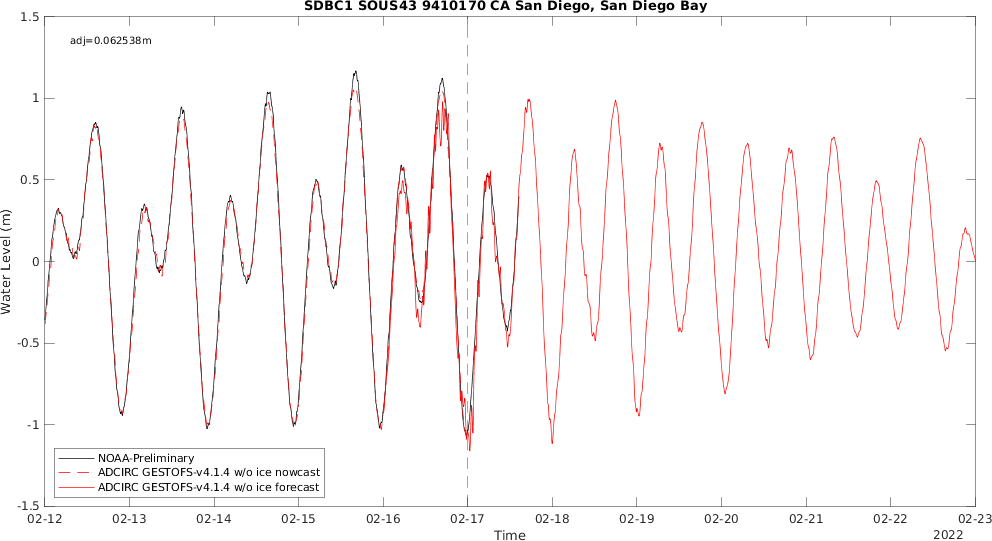 SDBC1 SOUS43 9410170 CA San Diego, San Diego Bay
adj=0.062538m
1.5
1
0.5
0
-0.5
-1
-1.5
Water Level (m)
NOAA-Preliminary
ADCIRC GESTOFS-v4.1.4 w/o ice nowcast
ADCIRC GESTOFS-v4.1.4 w/o ice forecast
02-12 02-13 02-14 02-15 02-16 02-17 02-18 02-19 02-20 02-21 02-22 02-23
Time
2022